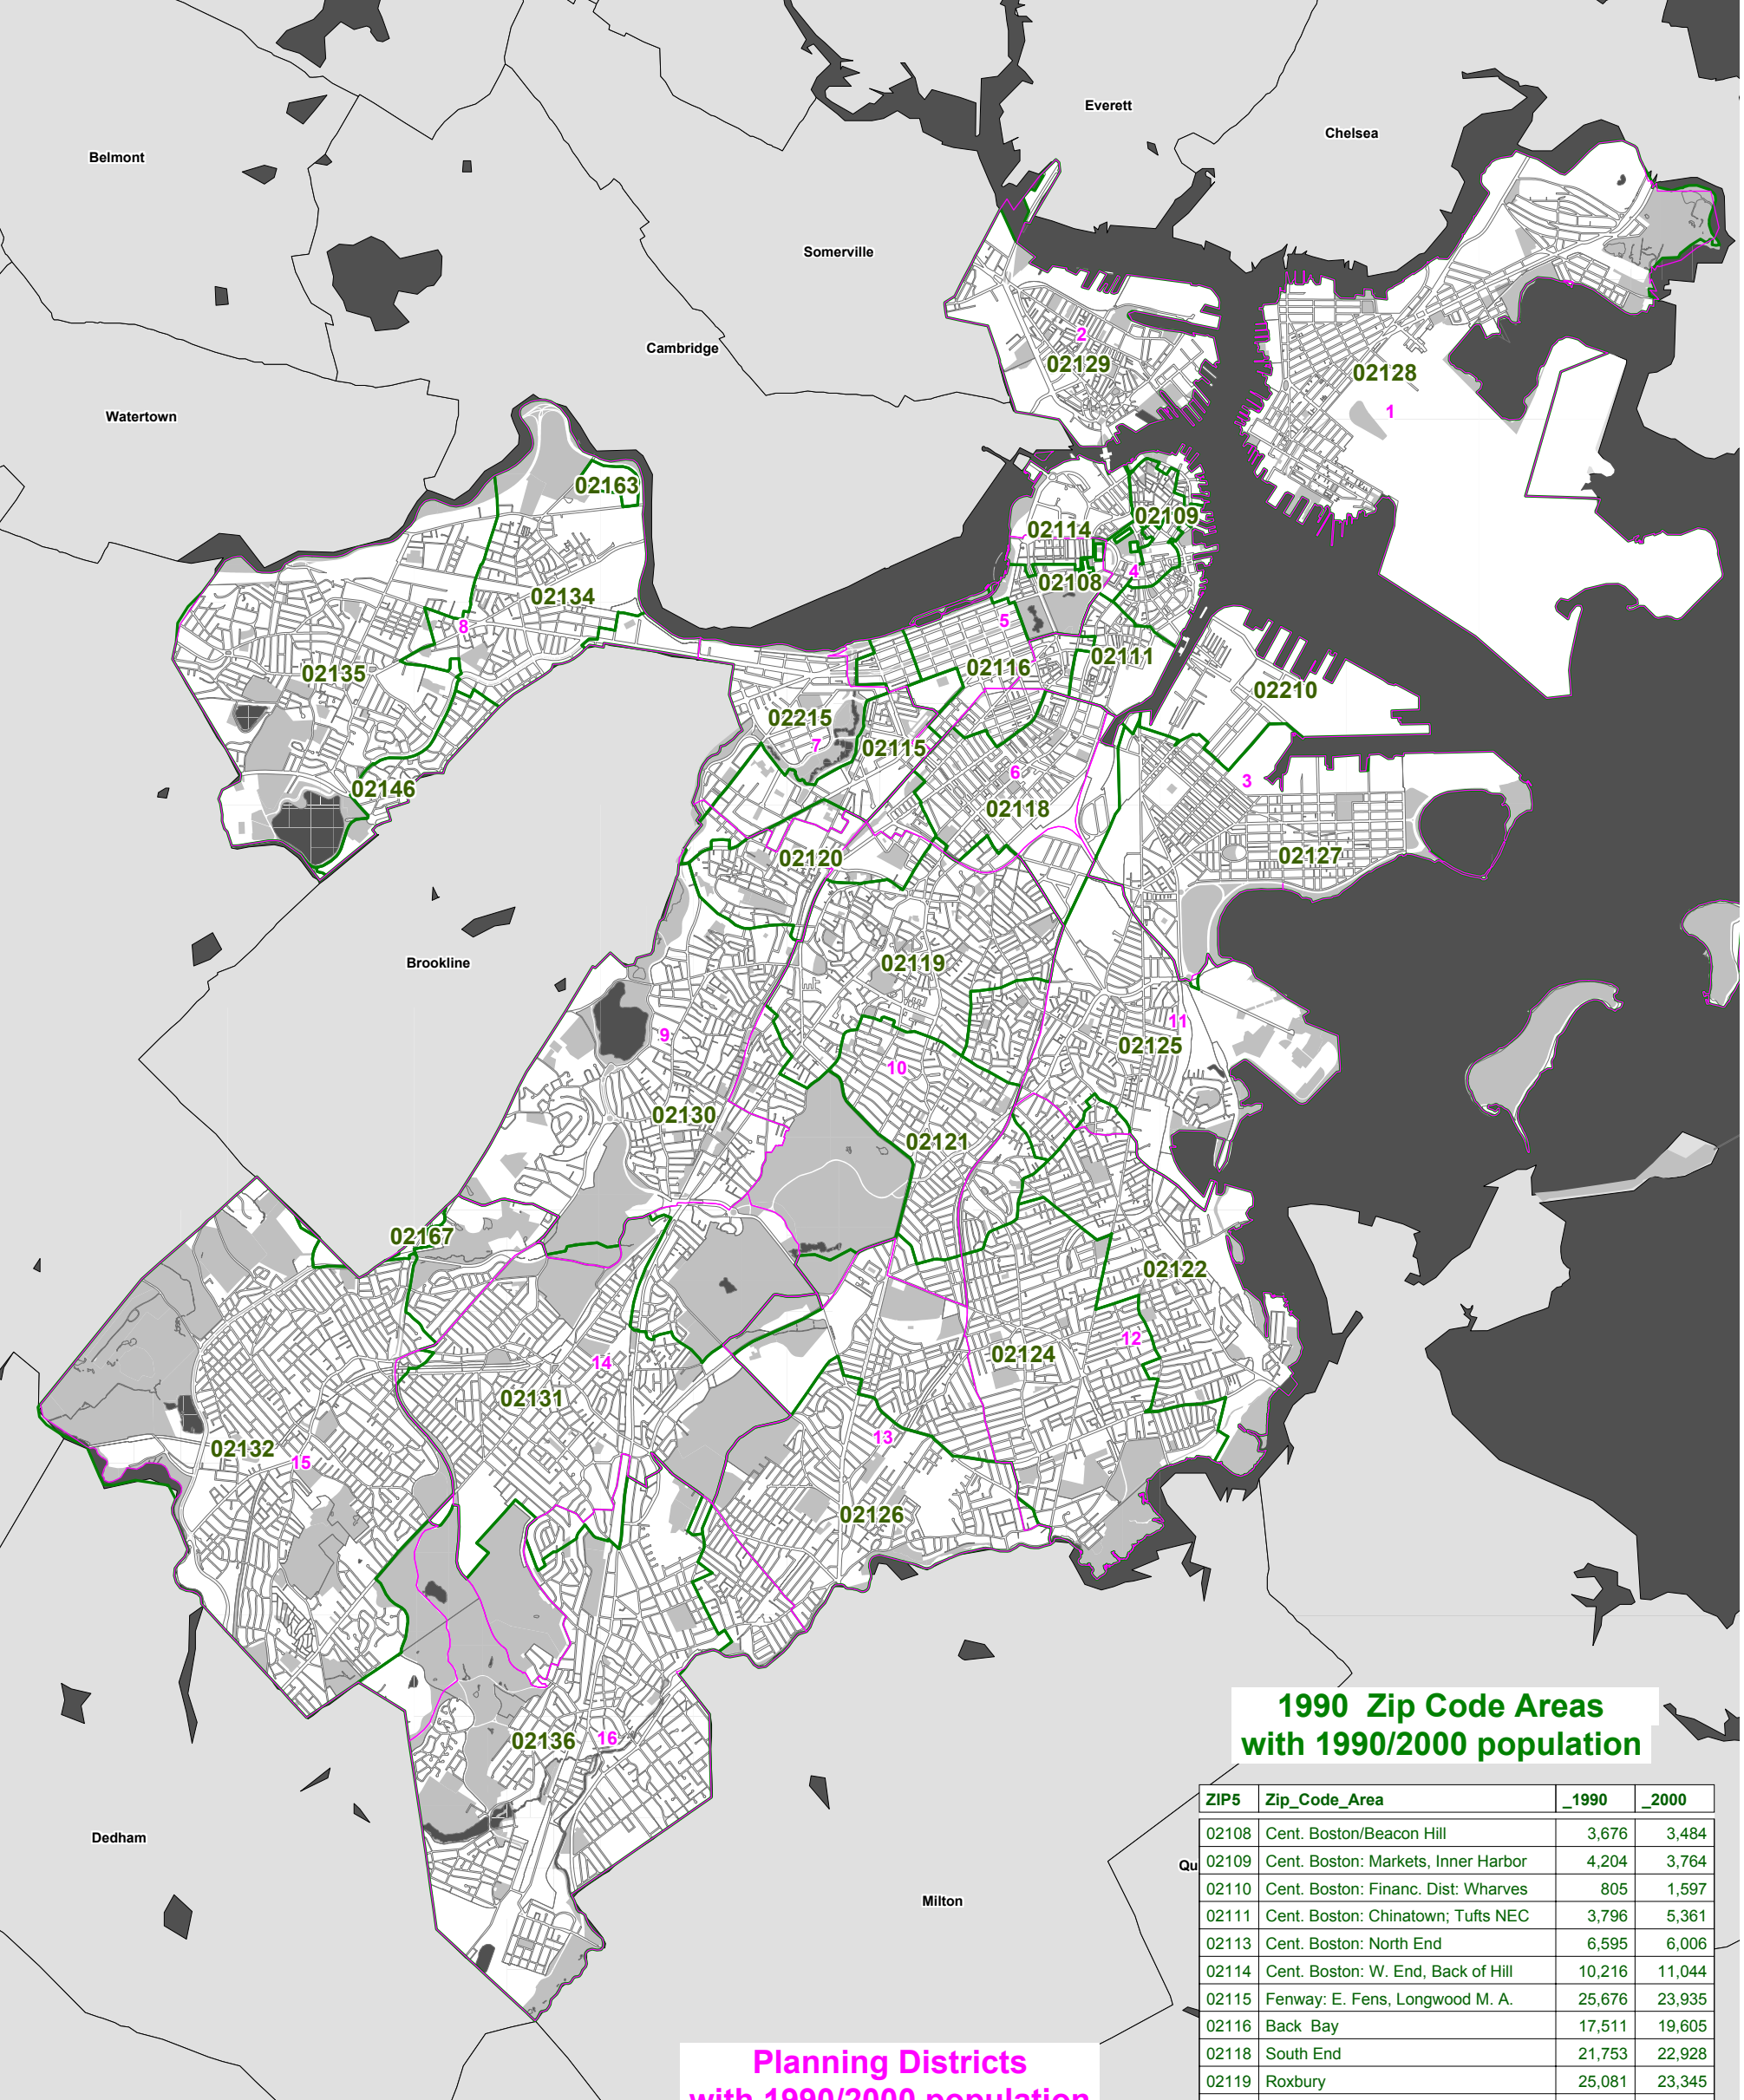 Everett
Chelsea
Belmont
Somerville
2
Cambridge
02129
02128
1
Watertown
02163
02109
02114
4
02108
02134
5
8
02111
02116
02135
02210
02215
7
02115
6
3
02146
02118
02127
02120
Brookline
02119
11
9
02125
10
02130
02121
02167
02122
12
02124
14
02131
13
02132
15
02126
1990 Zip Code Areas
with 1990/2000 population
16
02136
Dedham
Milton
Qu
ZIP5 Zip_Code_Area _1990 _2000
02108 Cent. Boston/Beacon Hill 3,676 3,484
02109 Cent. Boston: Markets, Inner Harbor 4,204 3,764
02110 Cent. Boston: Financ. Dist: Wharves 805 1,597
02111 Cent. Boston: Chinatown; Tufts NEC 3,796 5,361
02113 Cent. Boston: North End 6,595 6,006
02114 Cent. Boston: W. End, Back of Hill 10,216 11,044
02115 Fenway: E. Fens, Longwood M. A. 25,676 23,935
02116 Back Bay 17,511 19,605
02118 South End 21,753 22,928
02119 Roxbury 25,081 23,345
Planning Districts
with 1990/2000 population